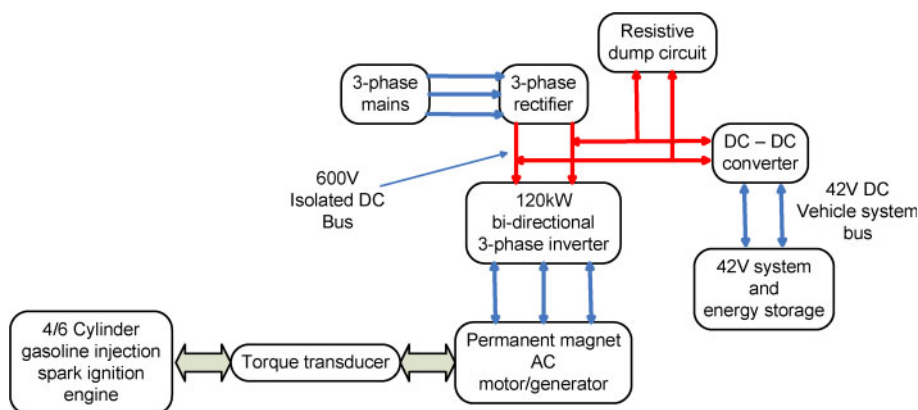 Resistive
dump circuit
3-phase
mains
3-phase
rectifier
DC – DC
converter
600V
Isolated DC
Bus
120kW
bi-directional
3-phase inverter
42V DC
Vehicle system
bus
42V system
and
energy storage
4/6 Cylinder
gasoline injection
spark ignition
engine
Torque transducer
Permanent magnet
AC
motor/generator